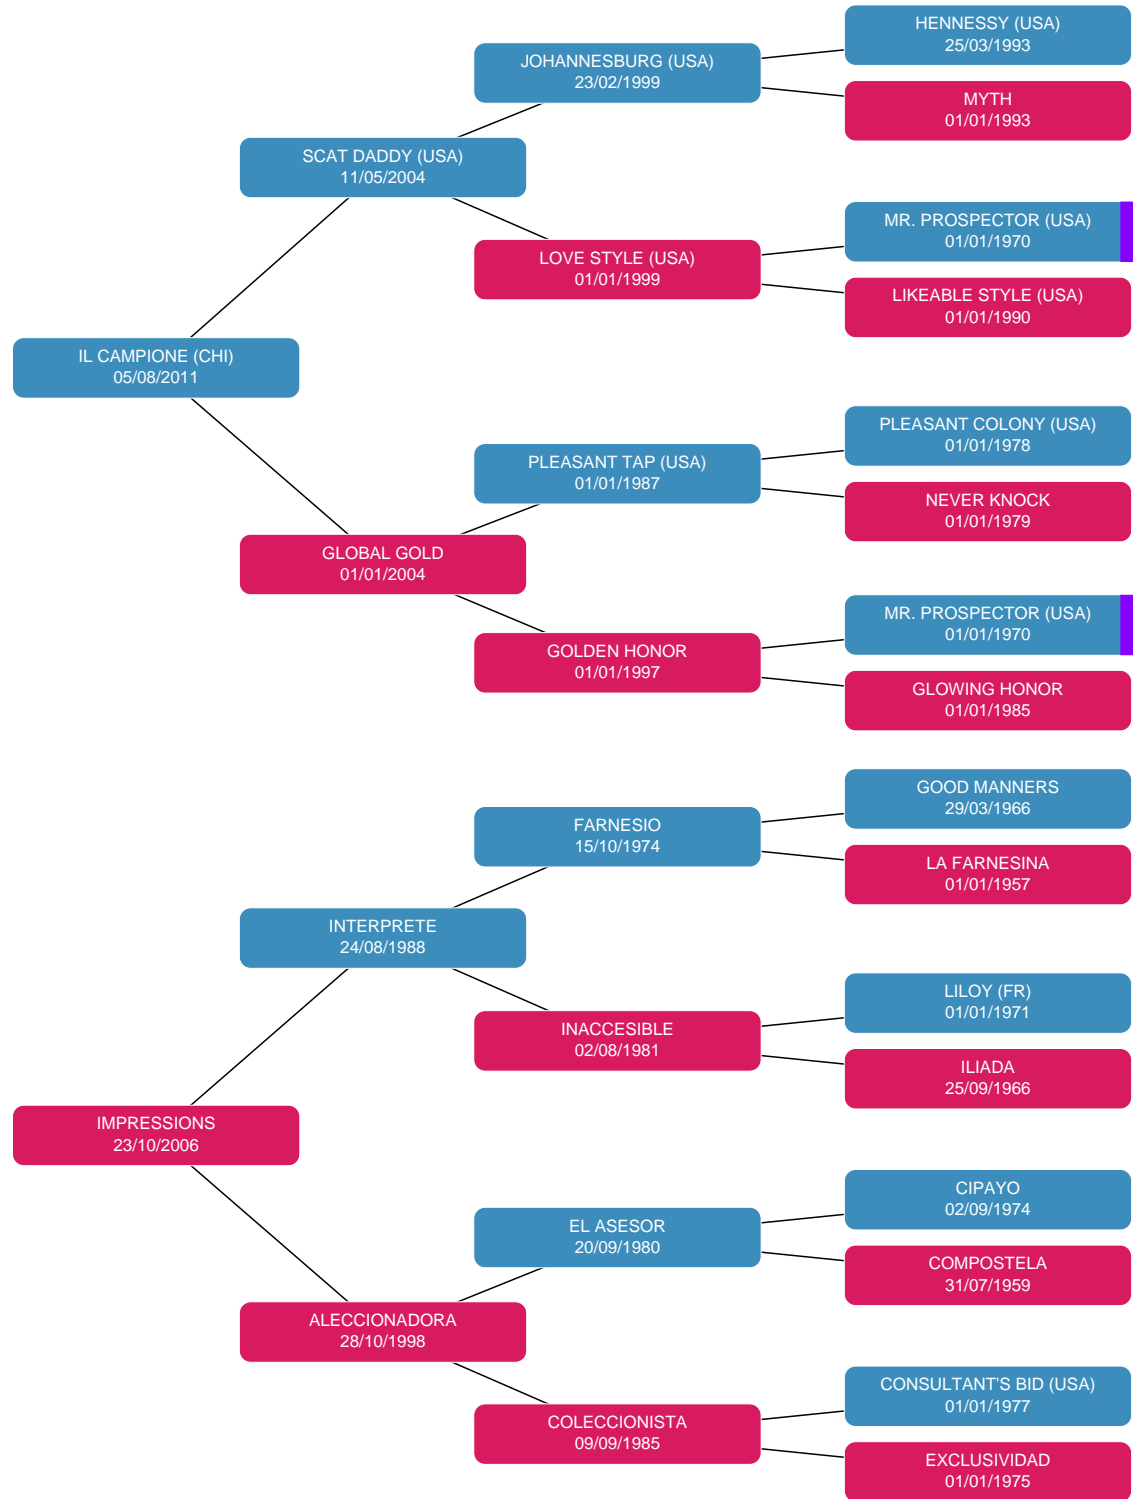 HENNESSY (USA)
25/03/1993
JOHANNESBURG (USA)
23/02/1999
MYTH
01/01/1993
SCAT DADDY (USA)
11/05/2004
MR. PROSPECTOR (USA)
01/01/1970
LOVE STYLE (USA)
01/01/1999
LIKEABLE STYLE (USA)
01/01/1990
IL CAMPIONE (CHI)
05/08/2011
PLEASANT COLONY (USA)
01/01/1978
PLEASANT TAP (USA)
01/01/1987
NEVER KNOCK
01/01/1979
GLOBAL GOLD
01/01/2004
MR. PROSPECTOR (USA)
01/01/1970
GOLDEN HONOR
01/01/1997
GLOWING HONOR
01/01/1985
GOOD MANNERS
29/03/1966
FARNESIO
15/10/1974
LA FARNESINA
01/01/1957
INTERPRETE
24/08/1988
LILOY (FR)
01/01/1971
INACCESIBLE
02/08/1981
ILIADA
25/09/1966
IMPRESSIONS
23/10/2006
CIPAYO
02/09/1974
EL ASESOR
20/09/1980
COMPOSTELA
31/07/1959
ALECCIONADORA
28/10/1998
CONSULTANT'S BID (USA)
01/01/1977
COLECCIONISTA
09/09/1985
EXCLUSIVIDAD
01/01/1975